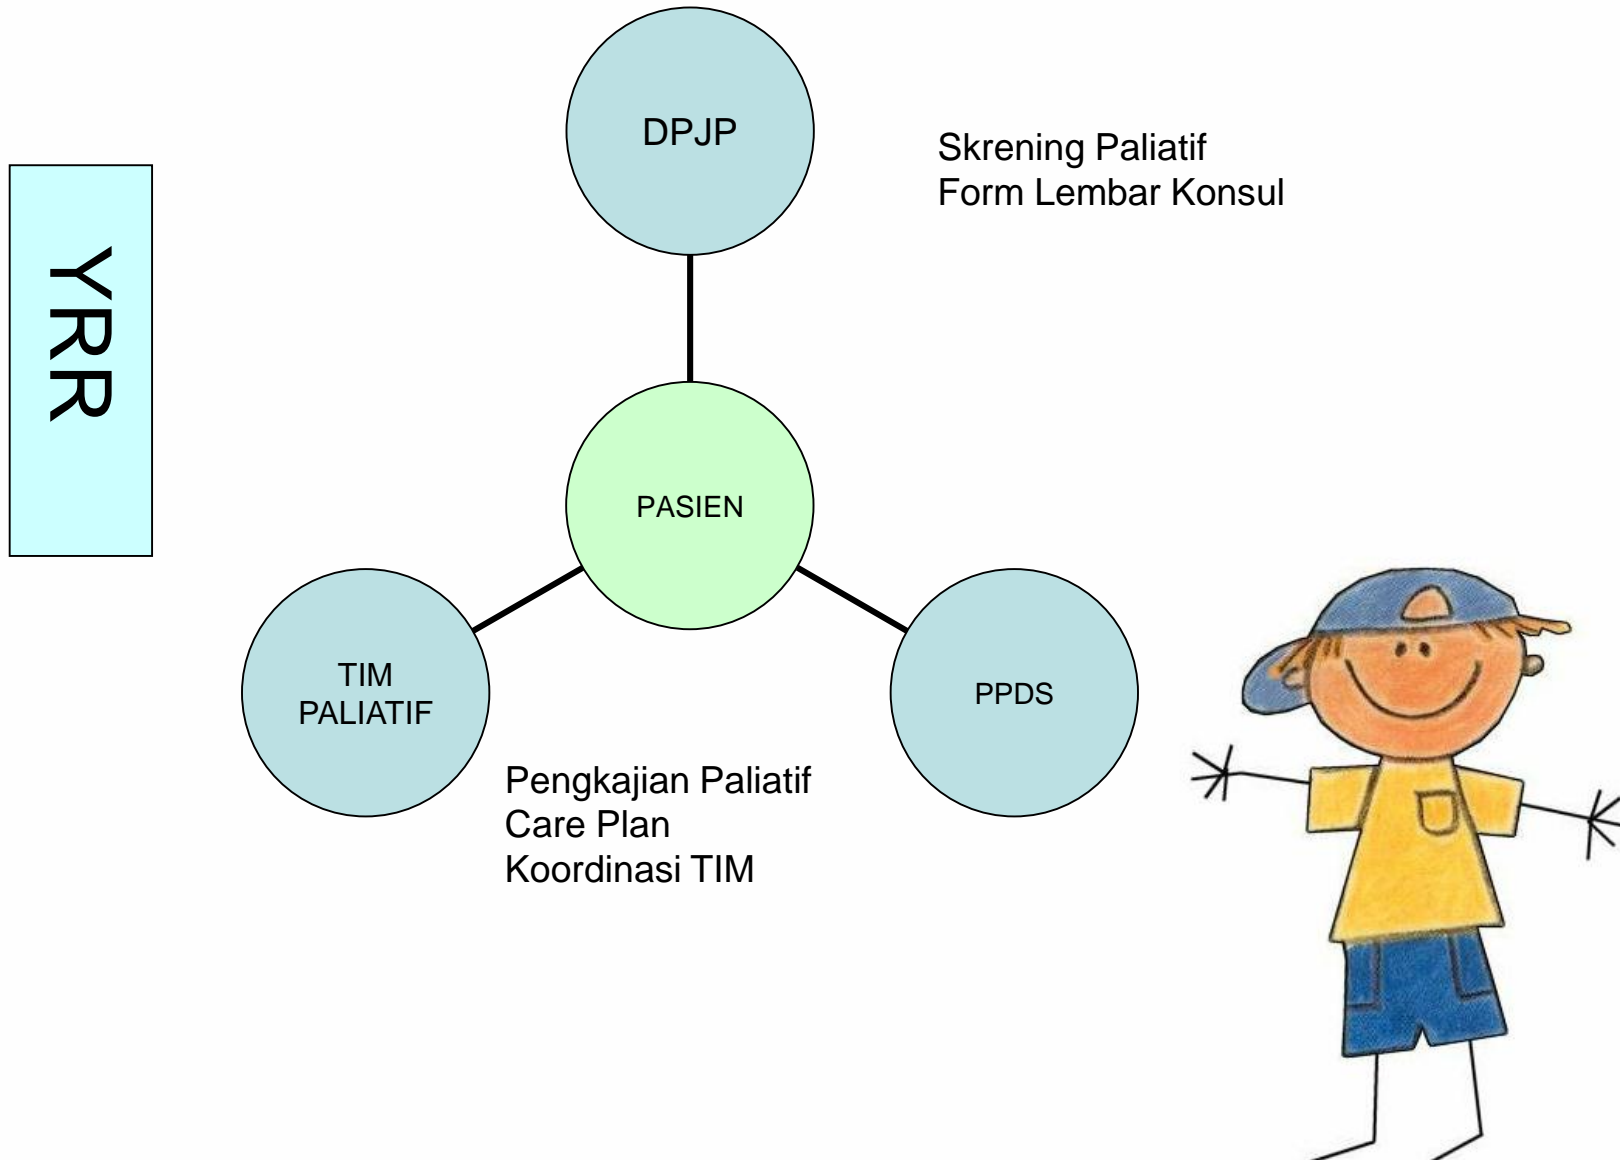 DPJP
Skrening Paliatif
Form Lembar Konsul
YRR
PASIEN
TIM
PALIATIF
PPDS
Pengkajian Paliatif
Care Plan
Koordinasi TIM